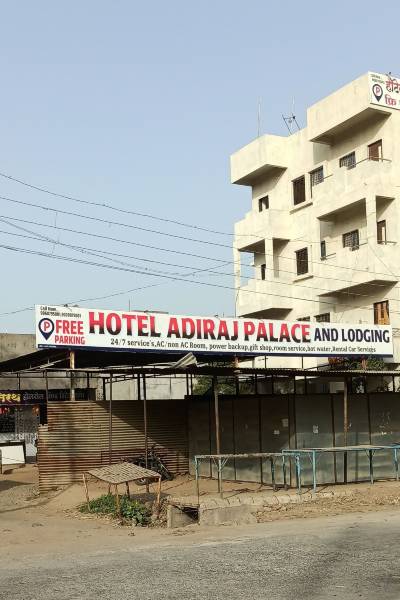 हॉटेल
P
FREE PARKING
HOTEL ADIRAJ PALACE AND LODGING
24/7 service's,AC/non AC Room, power backup,gift shop,room service,hot water,Rental Car Services